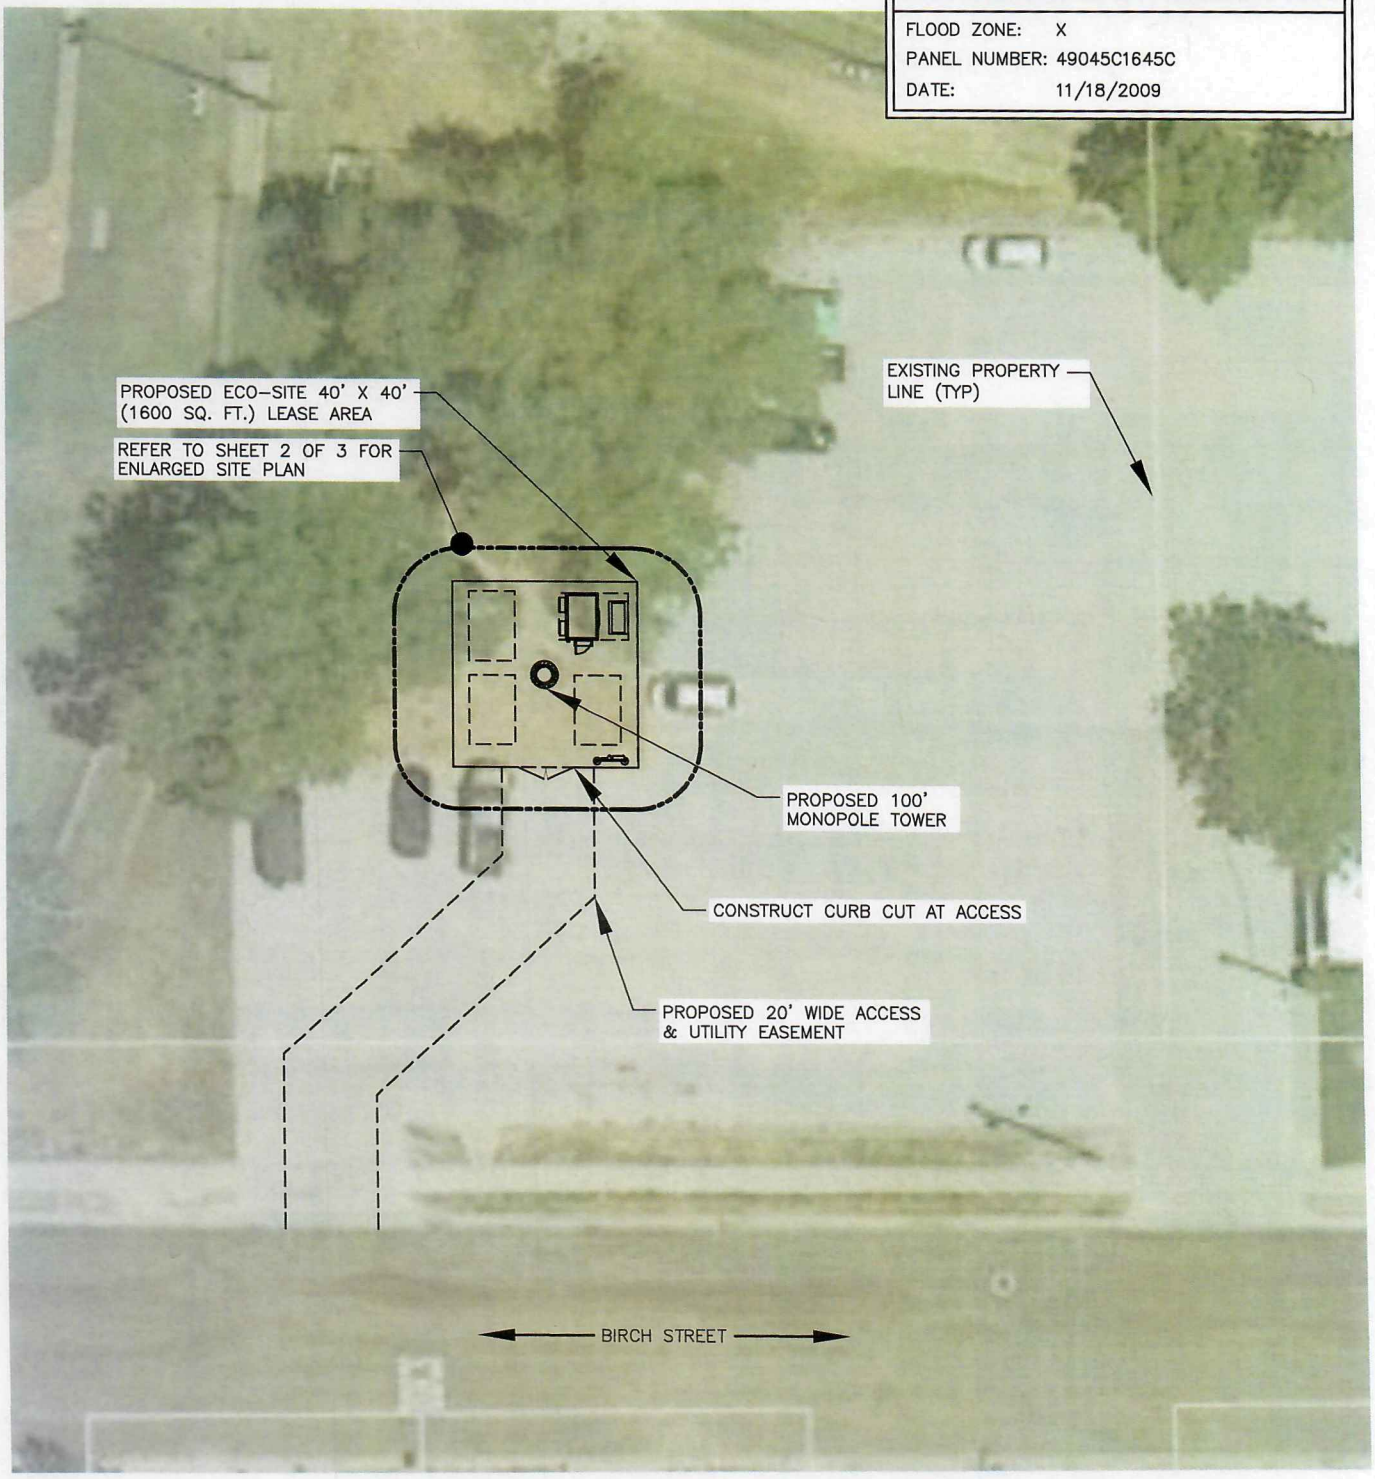 FLOOD ZONE: X
PANEL NUMBER: 49045C1645C
DATE: 11/18/2009
PROPOSED ECO-SITE 40' X 40'
(1600 SQ. FT.) LEASE AREA
REFER TO SHEET 2 OF 3 FOR
ENLARGED SITE PLAN
EXISTING PROPERTY
LINE (TYP)
PROPOSED 100'
MONOPOLE TOWER
CONSTRUCT CURB CUT AT ACCESS
PROPOSED 20' WIDE ACCESS
& UTILITY EASEMENT
BIRCH STREET